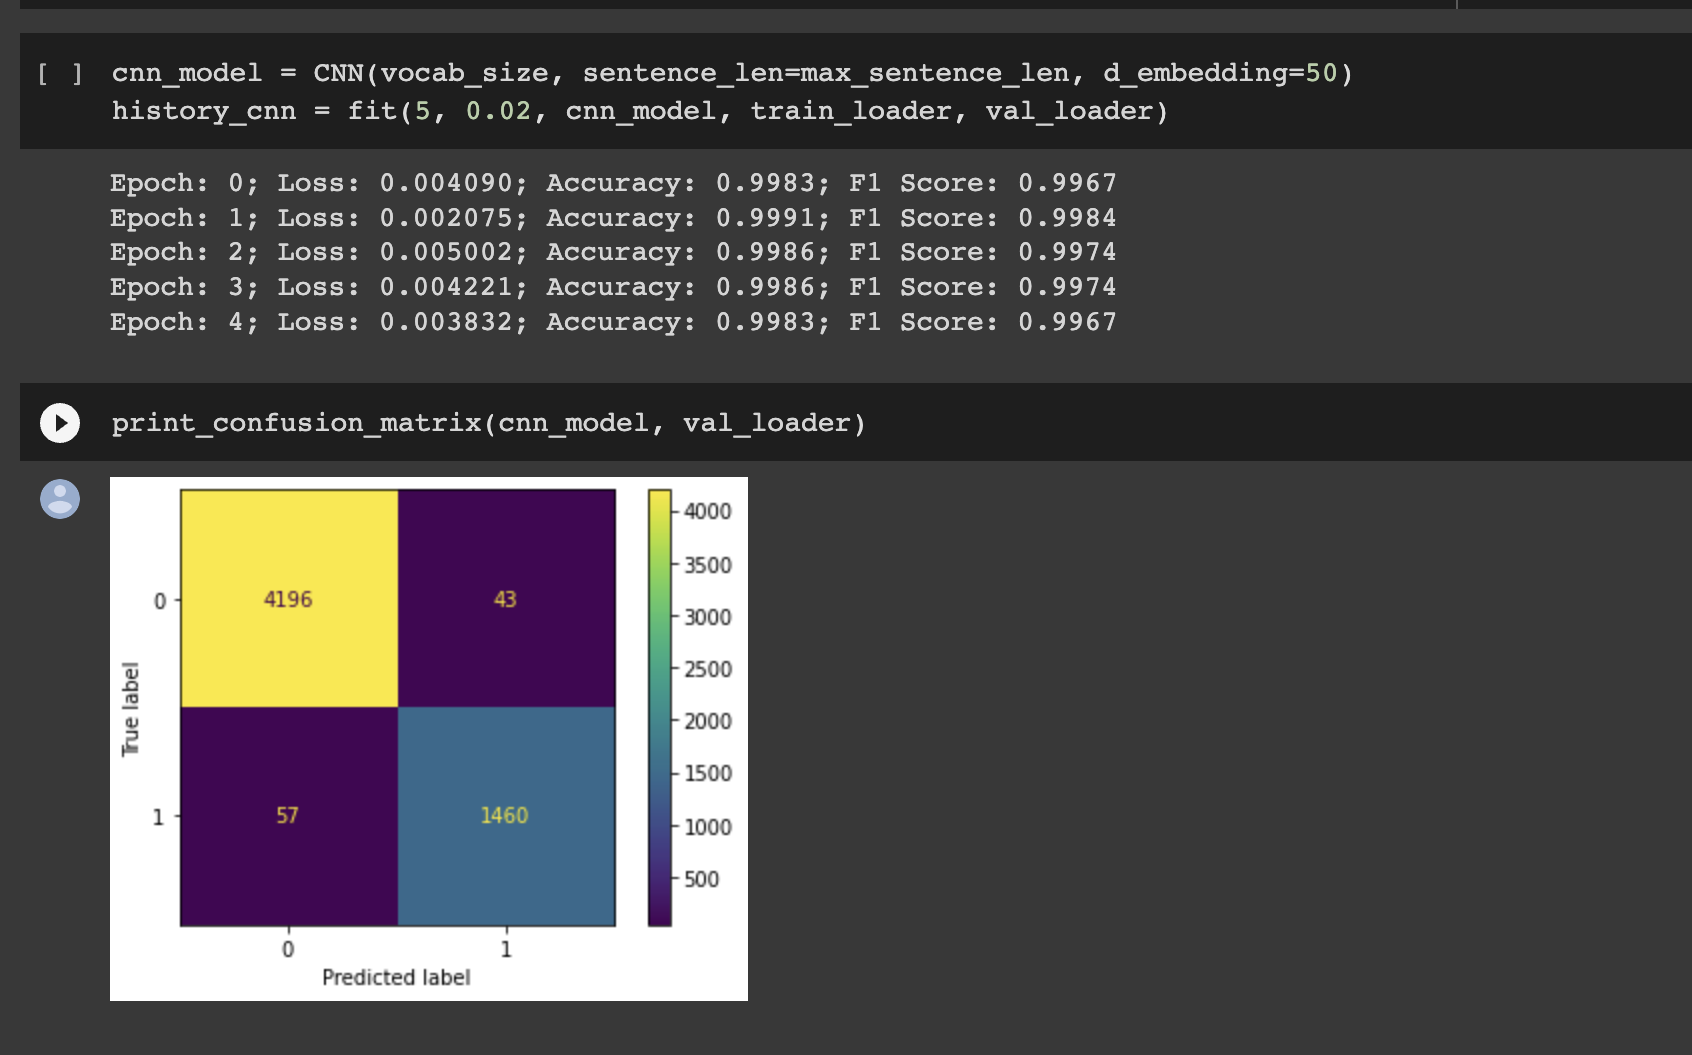 [ ] cnn_model = CNN(vocab_size, sentence_len=max_sentence_len, d_embedding=50)
history_cnn = fit(5, 0.02, cnn_model, train_loader, val_loader)
Epoch: 0; Loss: 0.004090; Accuracy: 0.9983; F1 Score: 0.9967
Epoch: 1; Loss: 0.002075; Accuracy: 0.9991; F1 Score: 0.9984
Epoch: 2; Loss: 0.005002; Accuracy: 0.9986; F1 Score: 0.9974
Epoch: 3; Loss: 0.004221; Accuracy: 0.9986; F1 Score: 0.9974
Epoch: 4; Loss: 0.003832; Accuracy: 0.9983; F1 Score: 0.9967
print_confusion_matrix(cnn_model, val_loader)
True label
0
4196
43
1
57
1460
0
1
Predicted label
4000
3500
3000
2500
2000
1500
1000
500